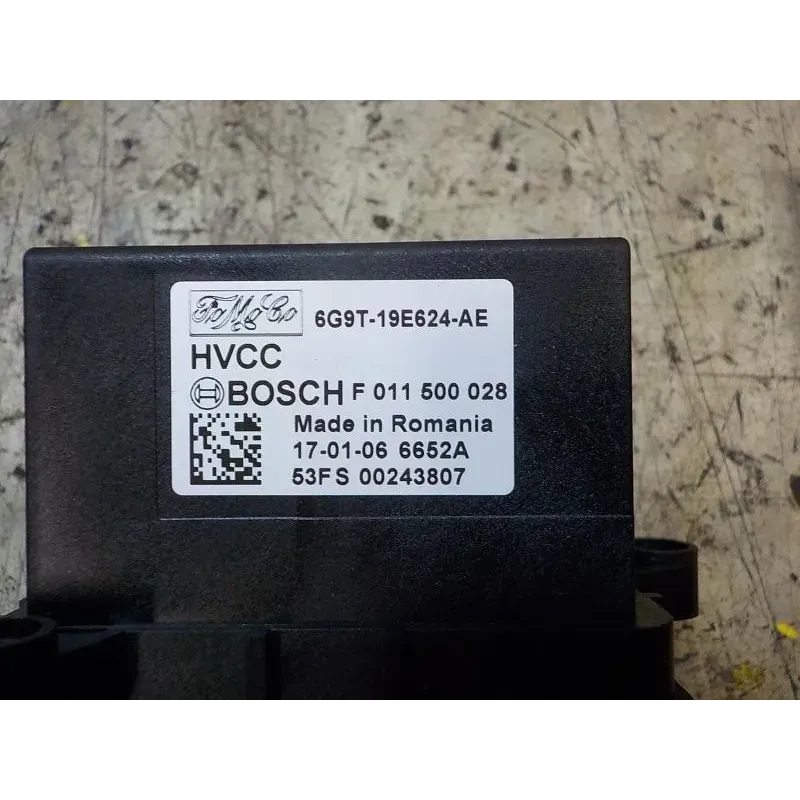 FoMoCo 6G9T-19E624-AE
HVCC
BOSCH F 011 500 028
Made in Romania
17-01-06 6652A
53FS 00243807